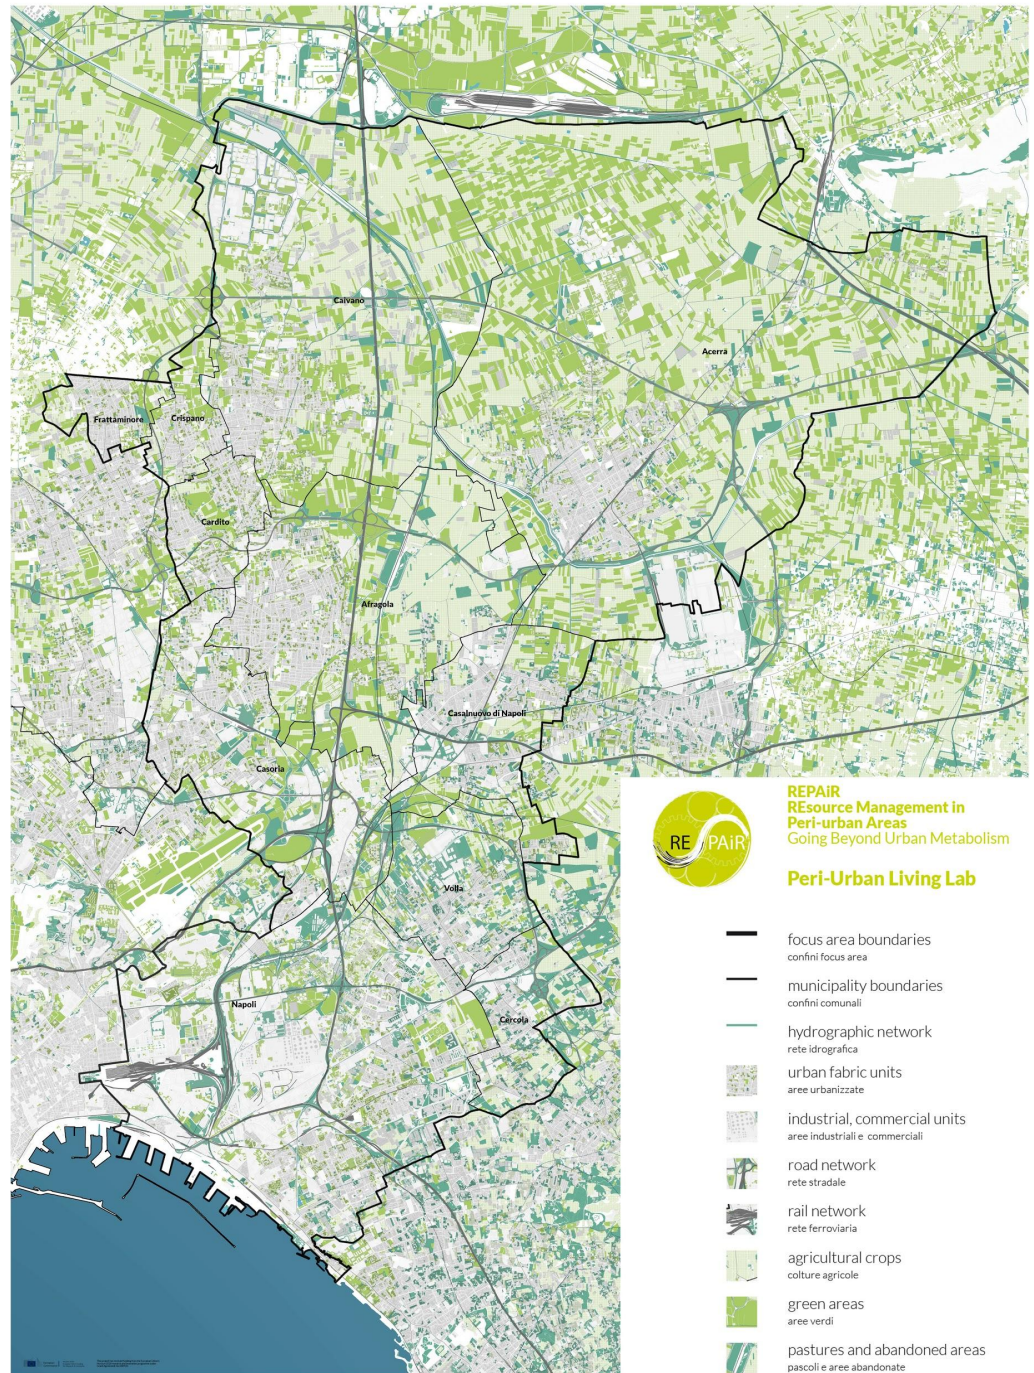 Caivano
Acerra
Frattaminore
Crispano
Cardito
Afragola
Casalnuovo di Napoli
Casoria
Volla
Napoli
Cercola
RE PAiR
REPAiR
REsource Management in
Peri-urban Areas
Going Beyond Urban Metabolism
Peri-Urban Living Lab
focus area boundaries
confini focus area
municipality boundaries
confini comunali
hydrographic network
rete idrografica
urban fabric units
aree urbanizzate
industrial, commercial units
aree industriali e commerciali
road network
rete stradale
rail network
rete ferroviaria
agricultural crops
colture agricole
green areas
aree verdi
pastures and abandoned areas
pascoli e aree abandonate